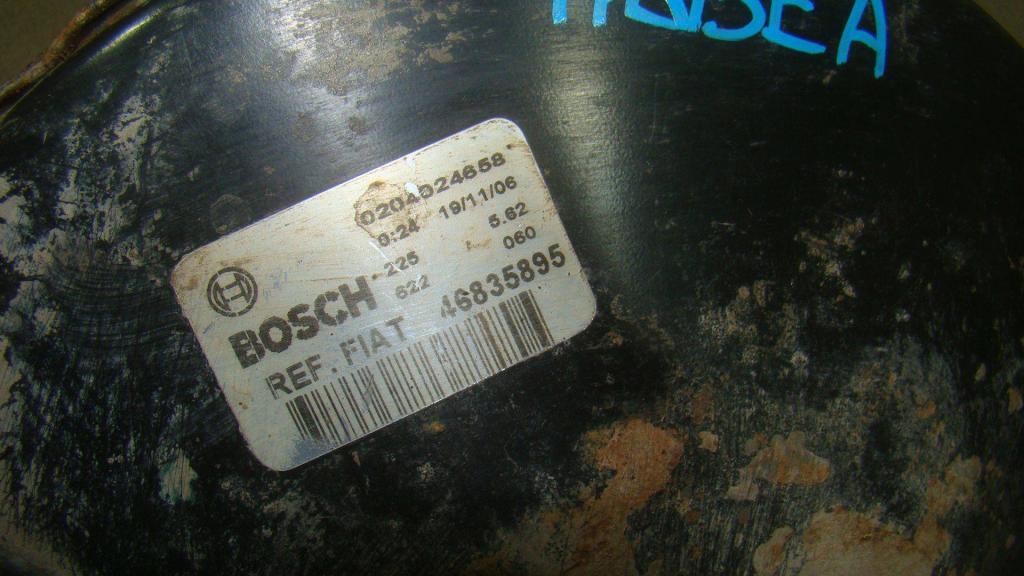 0204024658
0:24 19/11/06
-225 5.62
622 060
BOSCH
REF. FIAT 46835895